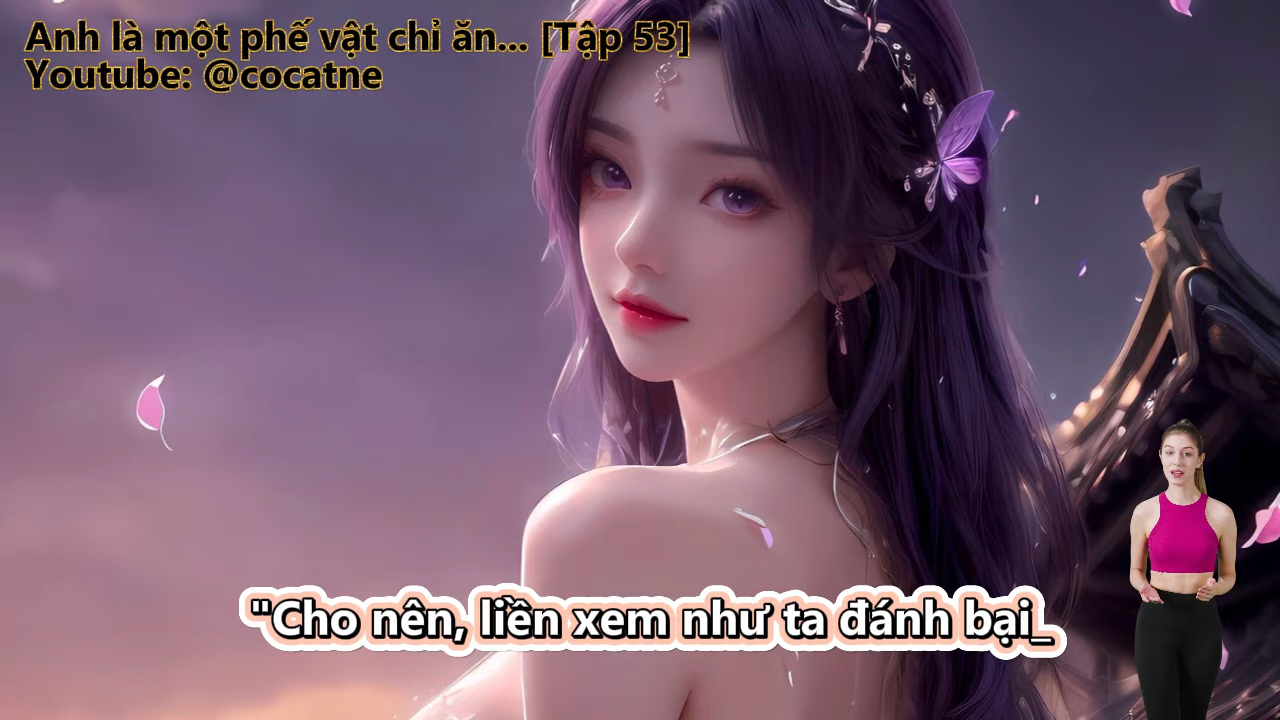 Anh là một phế vật chỉ ăn... [Tập 53]
Youtube: @cocatne
"Cho nên, liền xem như ta đánh bại_